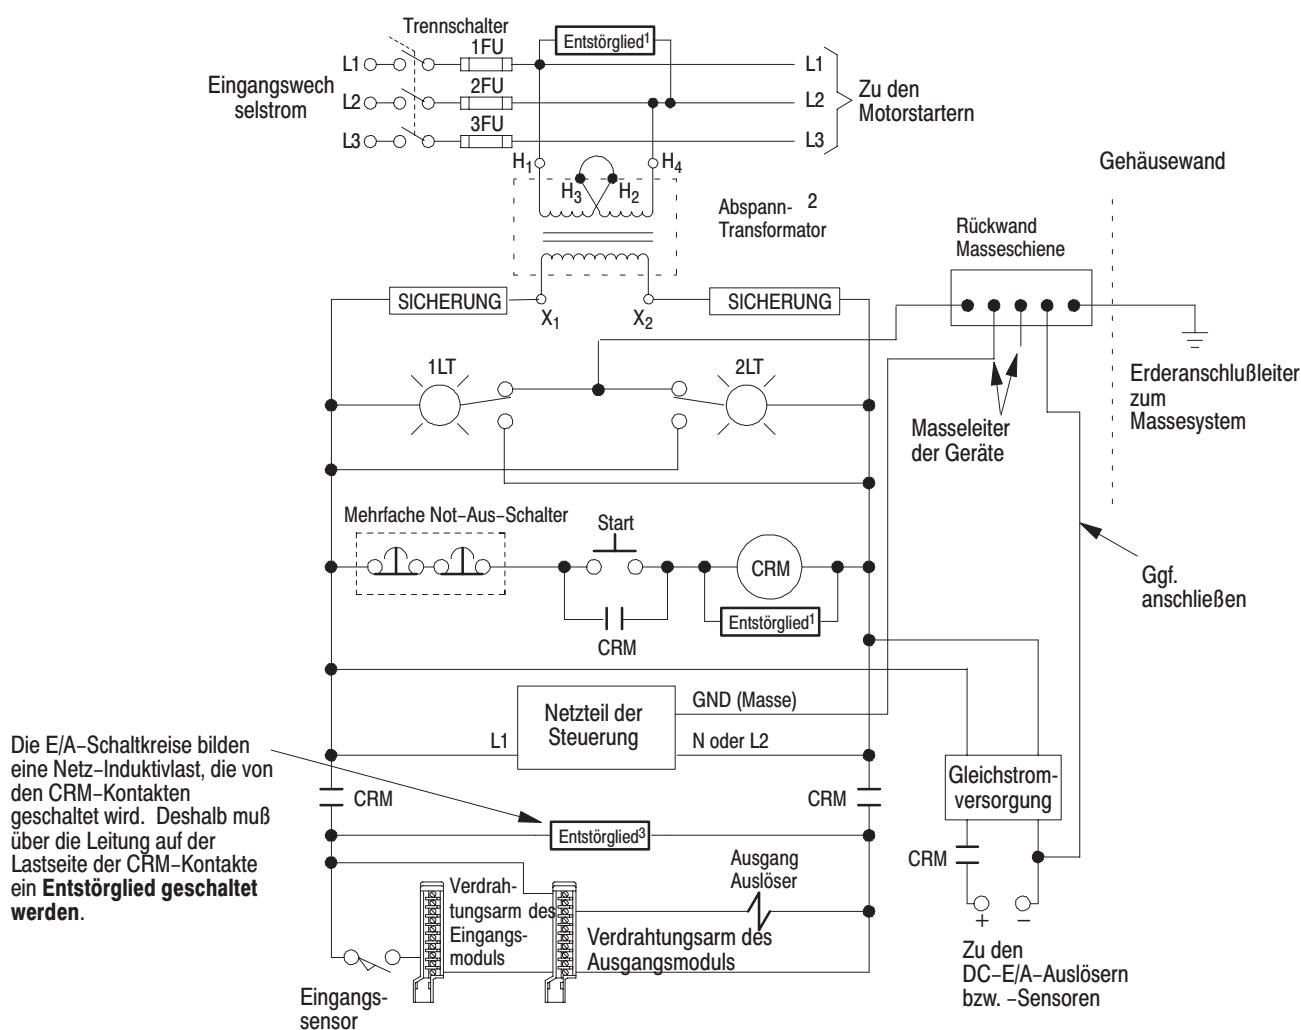 Trennschalter
1FU
Entstörglied1
L1
L1
Eingangswech
selstrom
2FU
L2
L2
Zu den
Motorstartern
3FU
L3
L3
H1
H4
H3
H2
Gehäusewand
Abspann- 2
Transformator
Rückwand
Masseschiene
SICHERUNG
X1
X2
SICHERUNG
1LT
2LT
Erderanschlußleiter
zum
Massesystem
Masseleiter
der Geräte
Mehrfache Not-Aus-Schalter
Start
CRM
Ggf.
anschließen
Entstörglied1
CRM
Netzteil der
Steuerung
GND (Masse)
L1
N oder L2
Die E/A-Schaltkreise bilden
eine Netz-Induktivlast, die von
den CRM-Kontakten
geschaltet wird. Deshalb muß
über die Leitung auf der
Lastseite der CRM-Kontakte
ein Entstörglied geschaltet
werden.
CRM
CRM
Gleichstrom-
versorgung
Entstörglied3
CRM
Ausgang
Auslöser
Verdrah-
tungsarm des
Eingangs-
moduls
Verdrahtungsarm des
Ausgangsmoduls
+ −
Zu den
DC-E/A-Auslösern
bzw. -Sensoren
Eingangs-
sensor